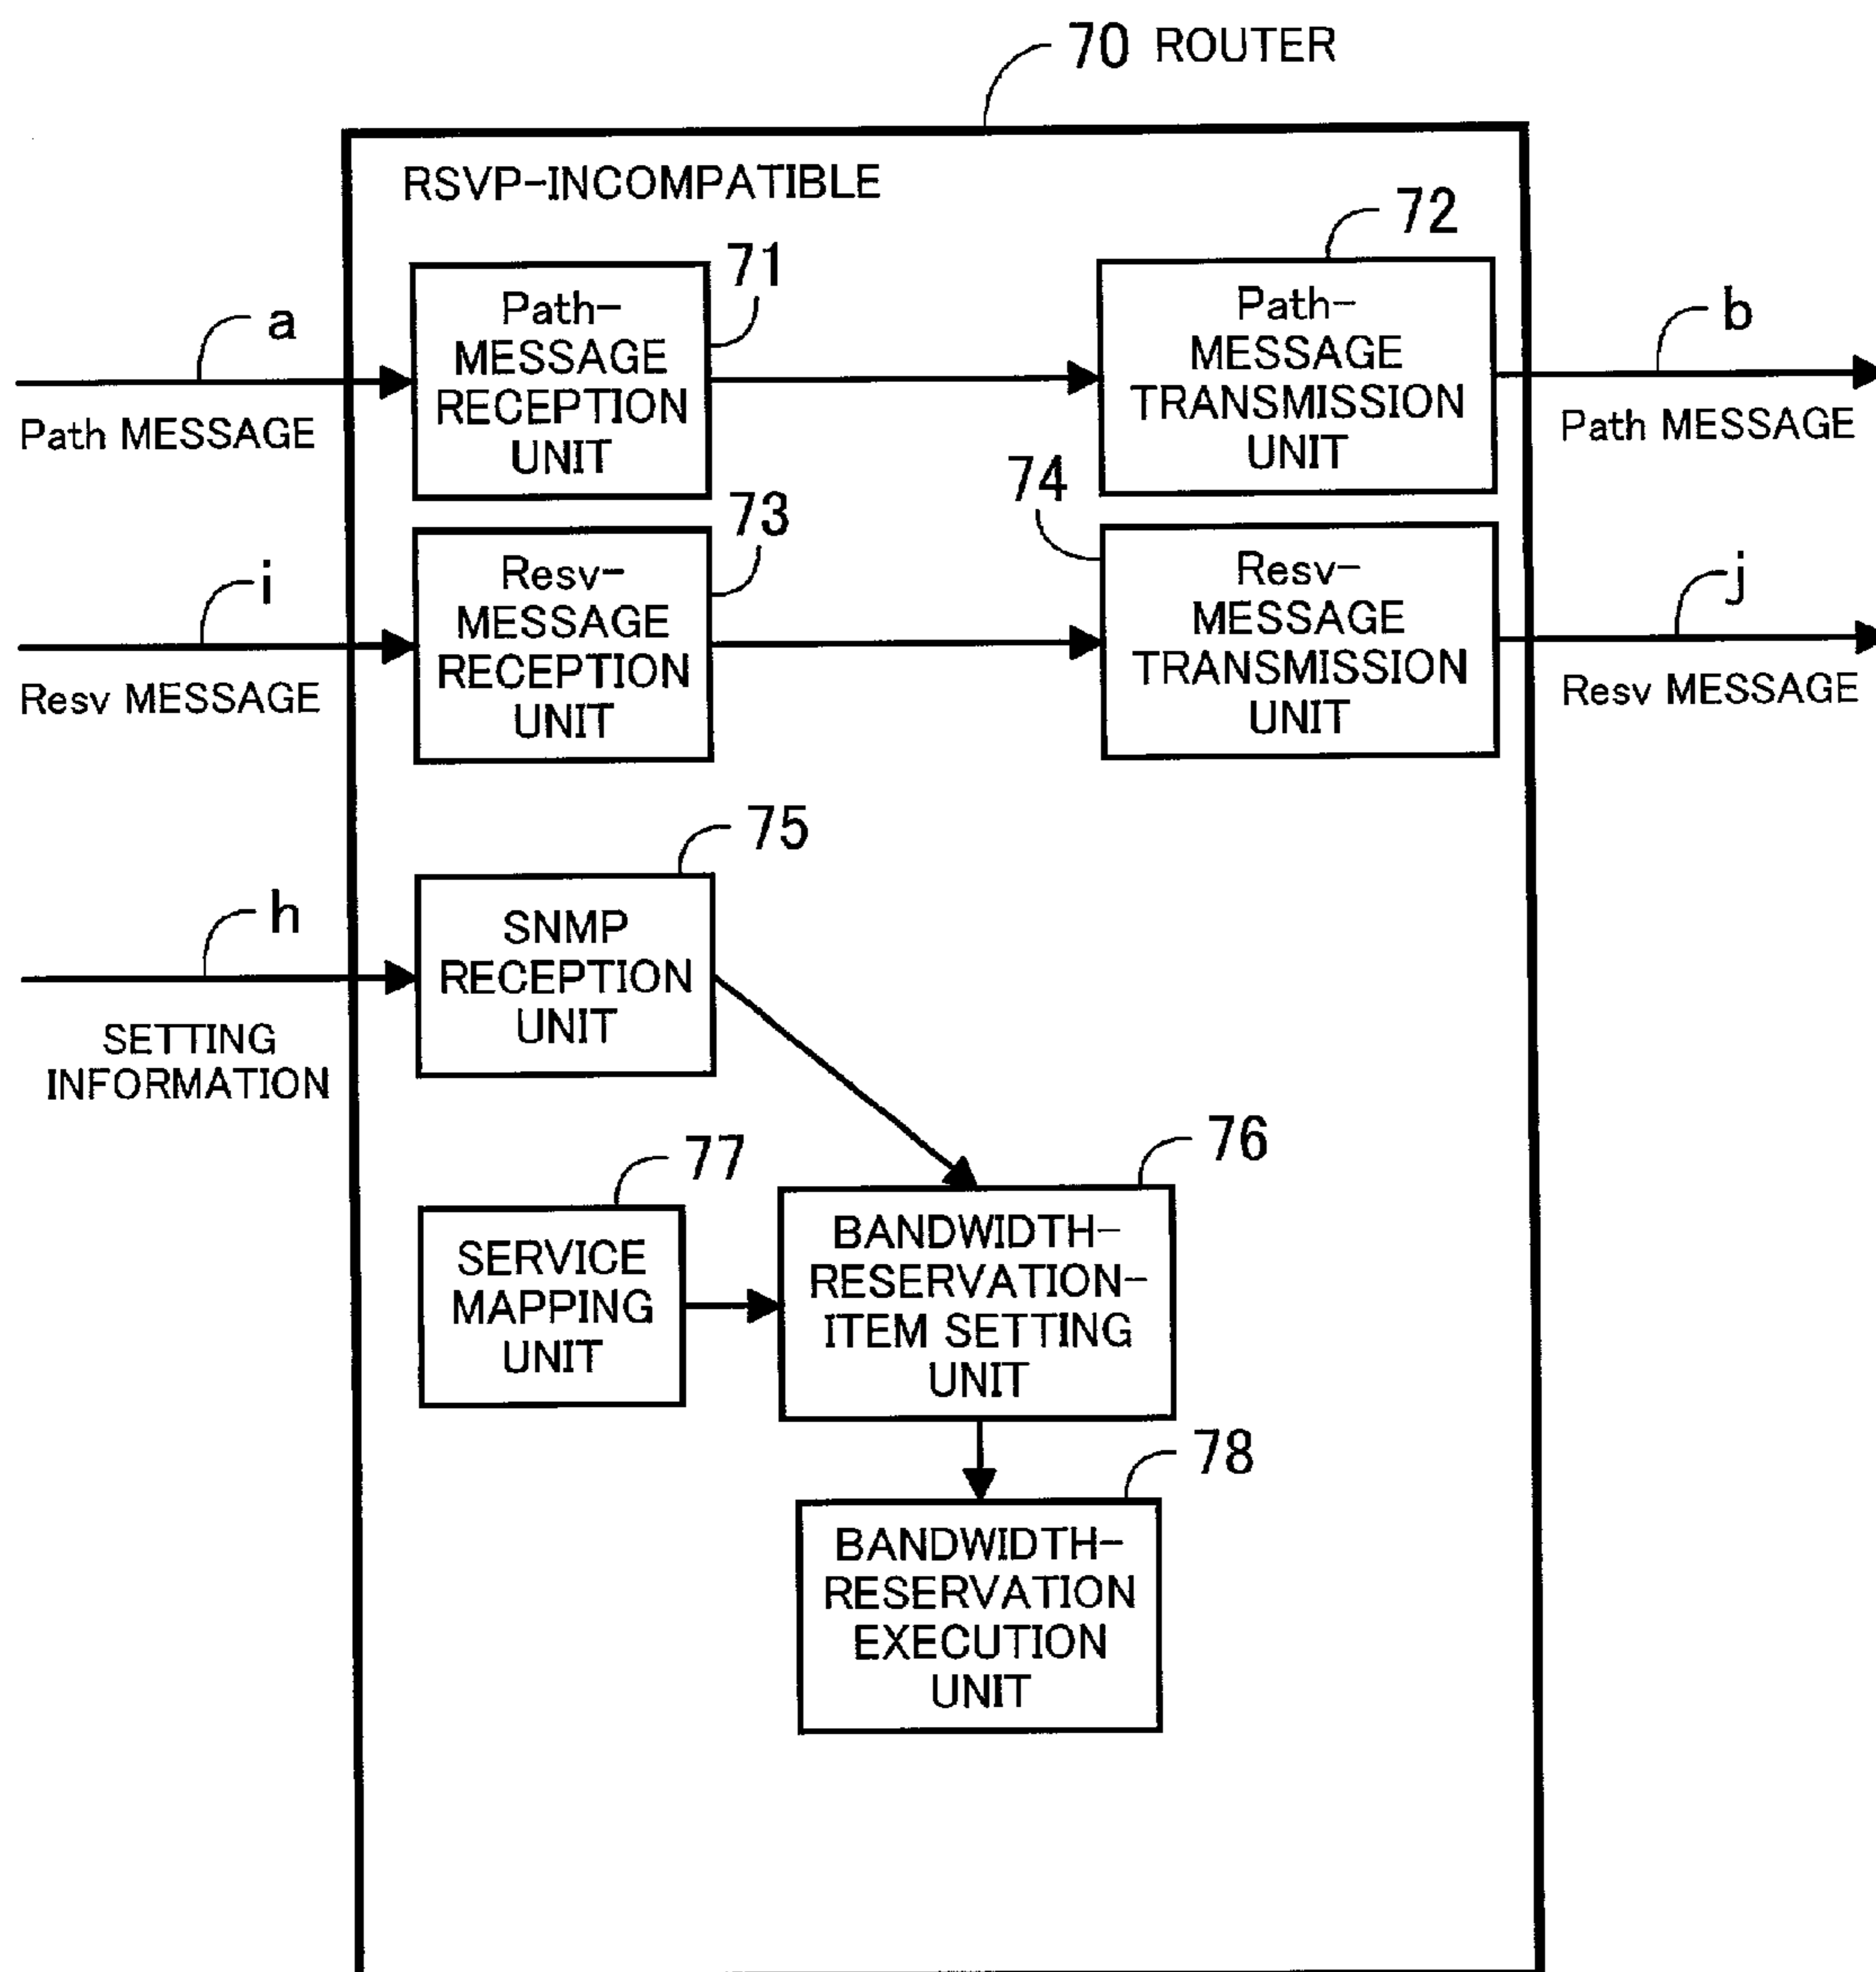 70 ROUTER
RSVP-INCOMPATIBLE
72
71
a
Path-
MESSAGE
RECEPTION
UNIT
Path-
MESSAGE
TRANSMISSION
UNIT
b
Path MESSAGE
Path MESSAGE
73
74
i
Resv-
MESSAGE
RECEPTION
UNIT
Resv-
MESSAGE
TRANSMISSION
UNIT
j
Resv MESSAGE
Resv MESSAGE
75
h
SNMP
RECEPTION
UNIT
SETTING
INFORMATION
77
76
SERVICE
MAPPING
UNIT
BANDWIDTH-
RESERVATION-
ITEM SETTING
UNIT
78
BANDWIDTH-
RESERVATION
EXECUTION
UNIT